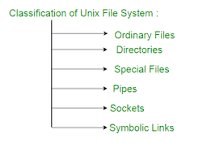 Classification of Unix File System :
Ordinary Files
Directories
Special Files
Pipes
Sockets
Symbolic Links